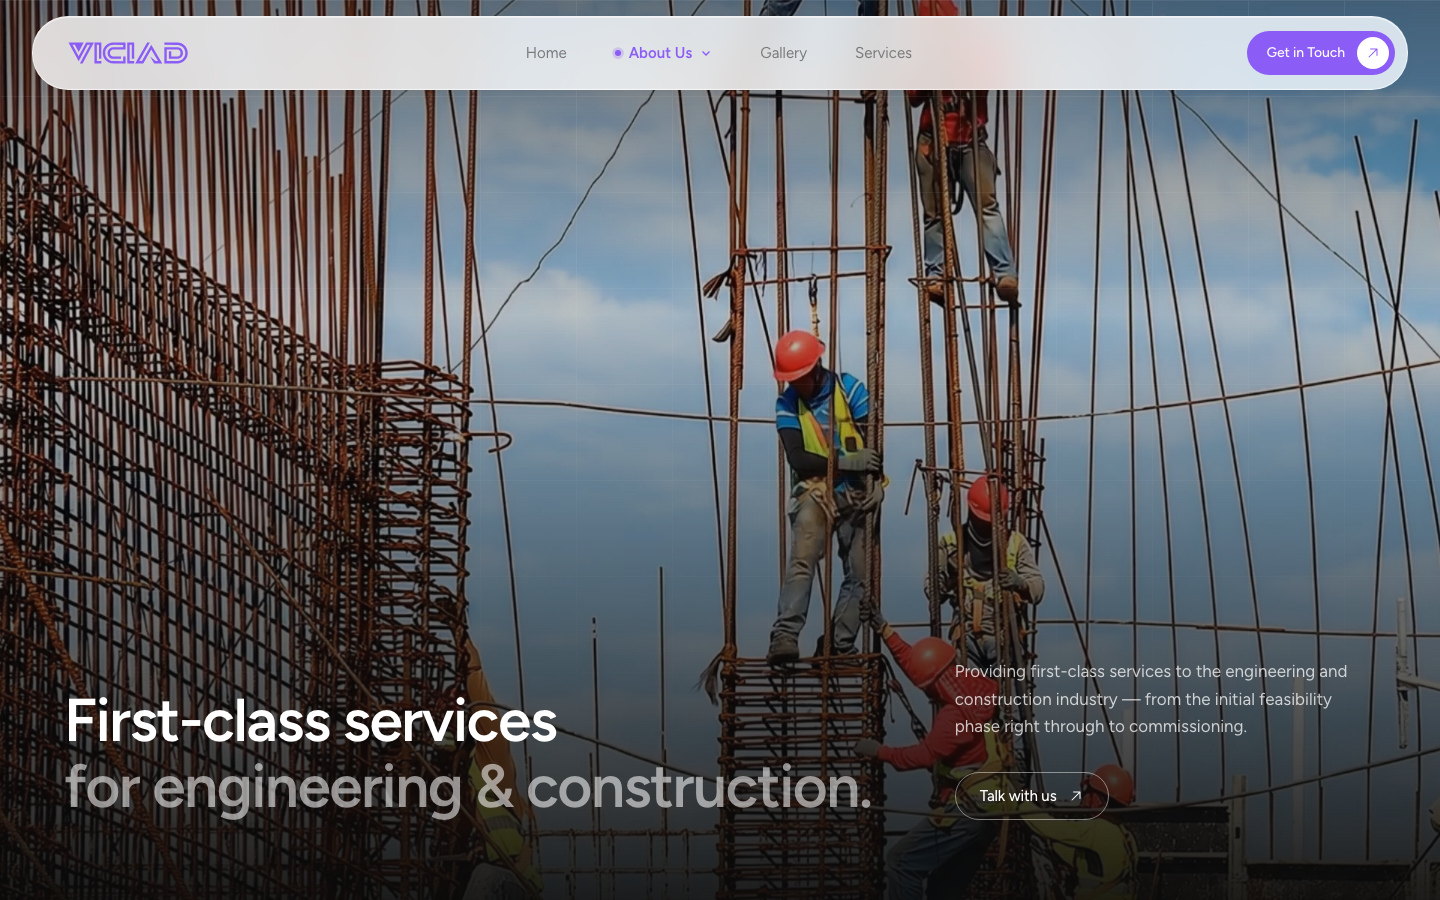 VICIAD
Home
About Us
Gallery
Services
Get in Touch
First-class services
for engineering & construction.
Providing first-class services to the engineering and
construction industry — from the initial feasibility
phase right through to commissioning.
Talk with us